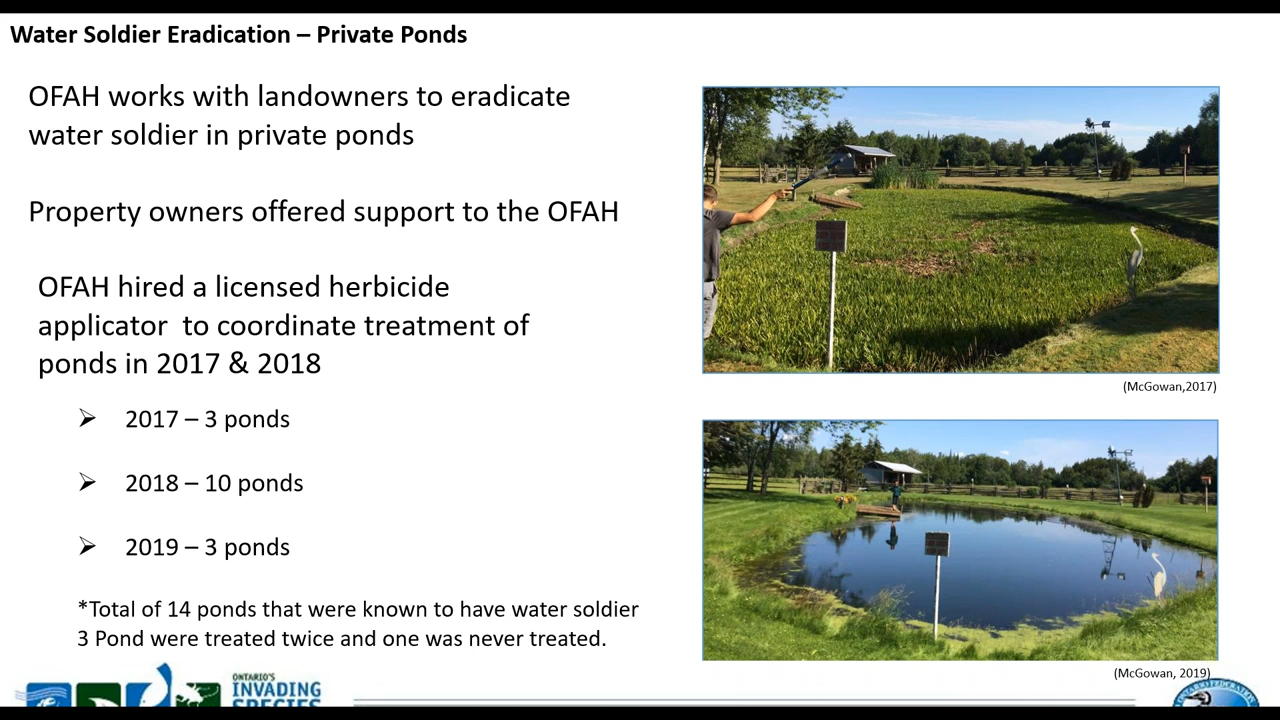 Water Soldier Eradication – Private Ponds
OFAH works with landowners to eradicate
water soldier in private ponds
Property owners offered support to the OFAH
OFAH hired a licensed herbicide
applicator  to coordinate treatment of
ponds in 2017 & 2018
➢ 2017 – 3 ponds
➢ 2018 – 10 ponds
➢ 2019 – 3 ponds
*Total of 14 ponds that were known to have water soldier
3 Pond were treated twice and one was never treated.
(McGowan,2017)
(McGowan, 2019)
ONTARIO'S
INVADING
SPECIES
ONTARIO FEDERATION